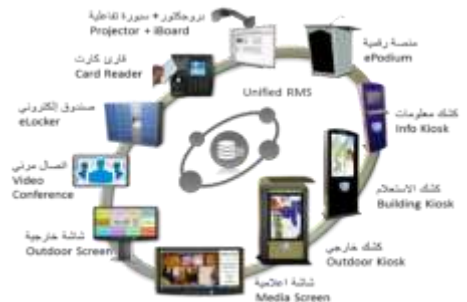 بروجكتور + سبورة تفاعلية
Projector + iBoard
منصة رقمية
ePodium
قارئ كارت
Card Reader
Unified RMS
صندوق إلكتروني
eLocker
كشك معلومات
Info Kiosk
اتصال مرئي
Video
Conference
كشك الاستعلام
Building Kiosk
شاشة خارجية
Outdoor Screen
كشك خارجي
Outdoor Kiosk
شاشة اعلامية
Media Screen